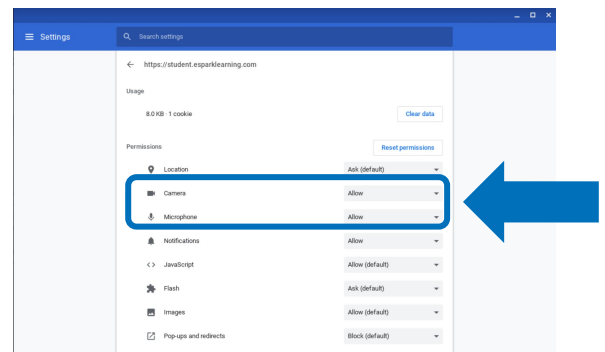 Settings
Search settings
https://student.esparklearning.com
Usage
8.0 KB · 1 cookie
Clear data
Permissions
Reset permissions
Location Ask (default)
Camera Allow
Microphone Allow
Notifications Allow
JavaScript Allow (default)
Flash Ask (default)
Images Allow (default)
Pop-ups and redirects Block (default)